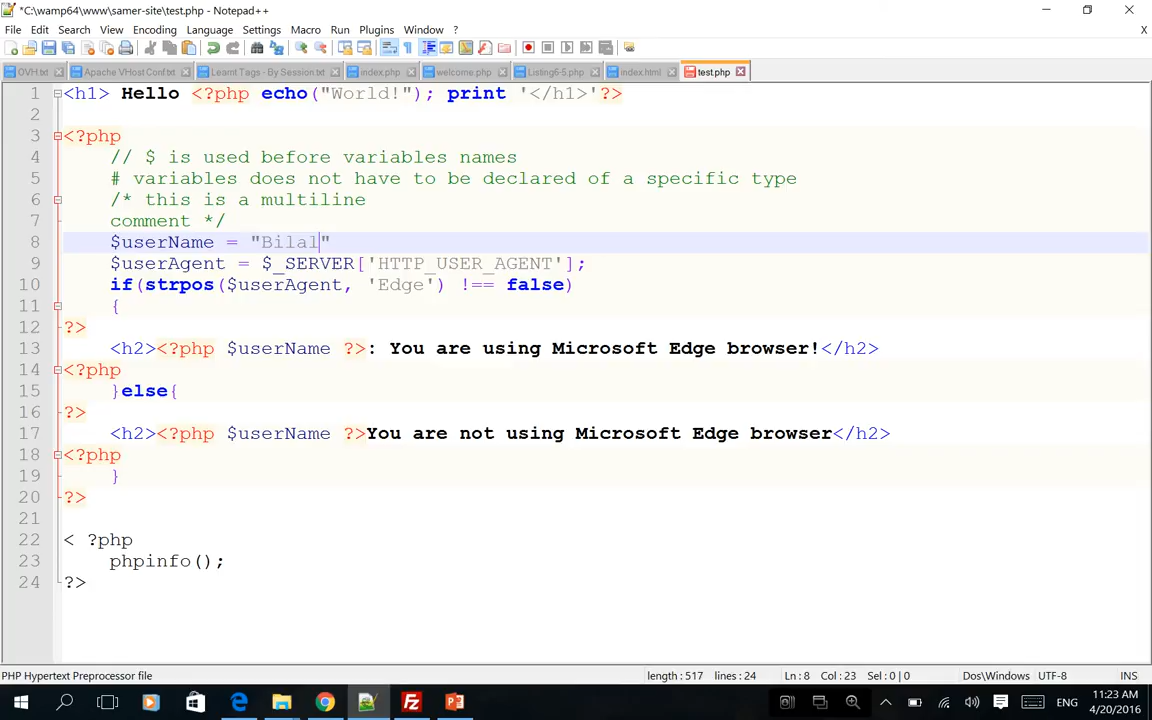 *C:\wamp64\www\samer-site\test.php - Notepad++
File Edit Search View Encoding Language Settings Macro Run Plugins Window ? X
OVH.txt Apache VHost Conf.txt Learnt Tags - By Session.txt index.php welcome.php Listing6-5.php index.html test.php
1 <h1> Hello <?php echo("World!"); print '</h1>'?>
2
3 <?php
4 // $ is used before variables names
5 # variables does not have to be declared of a specific type
6 /* this is a multiline
7 comment */
8 $userName = "Bilal"
9 $userAgent = $_SERVER['HTTP_USER_AGENT'];
10 if(strpos($userAgent, 'Edge') !== false)
11 {
12 ?>
13 <h2><?php $userName ?>: You are using Microsoft Edge browser!</h2>
14 <?php
15 }else{
16 ?>
17 <h2><?php $userName ?>You are not using Microsoft Edge browser</h2>
18 <?php
19 }
20 ?>
21
22 < ?php
23 phpinfo();
24 ?>
PHP Hypertext Preprocessor file length : 517 lines : 24 Ln : 8 Col : 23 Sel : 0 | 0 Dos\Windows UTF-8 INS
ENG 11:23 AM
4/20/2016